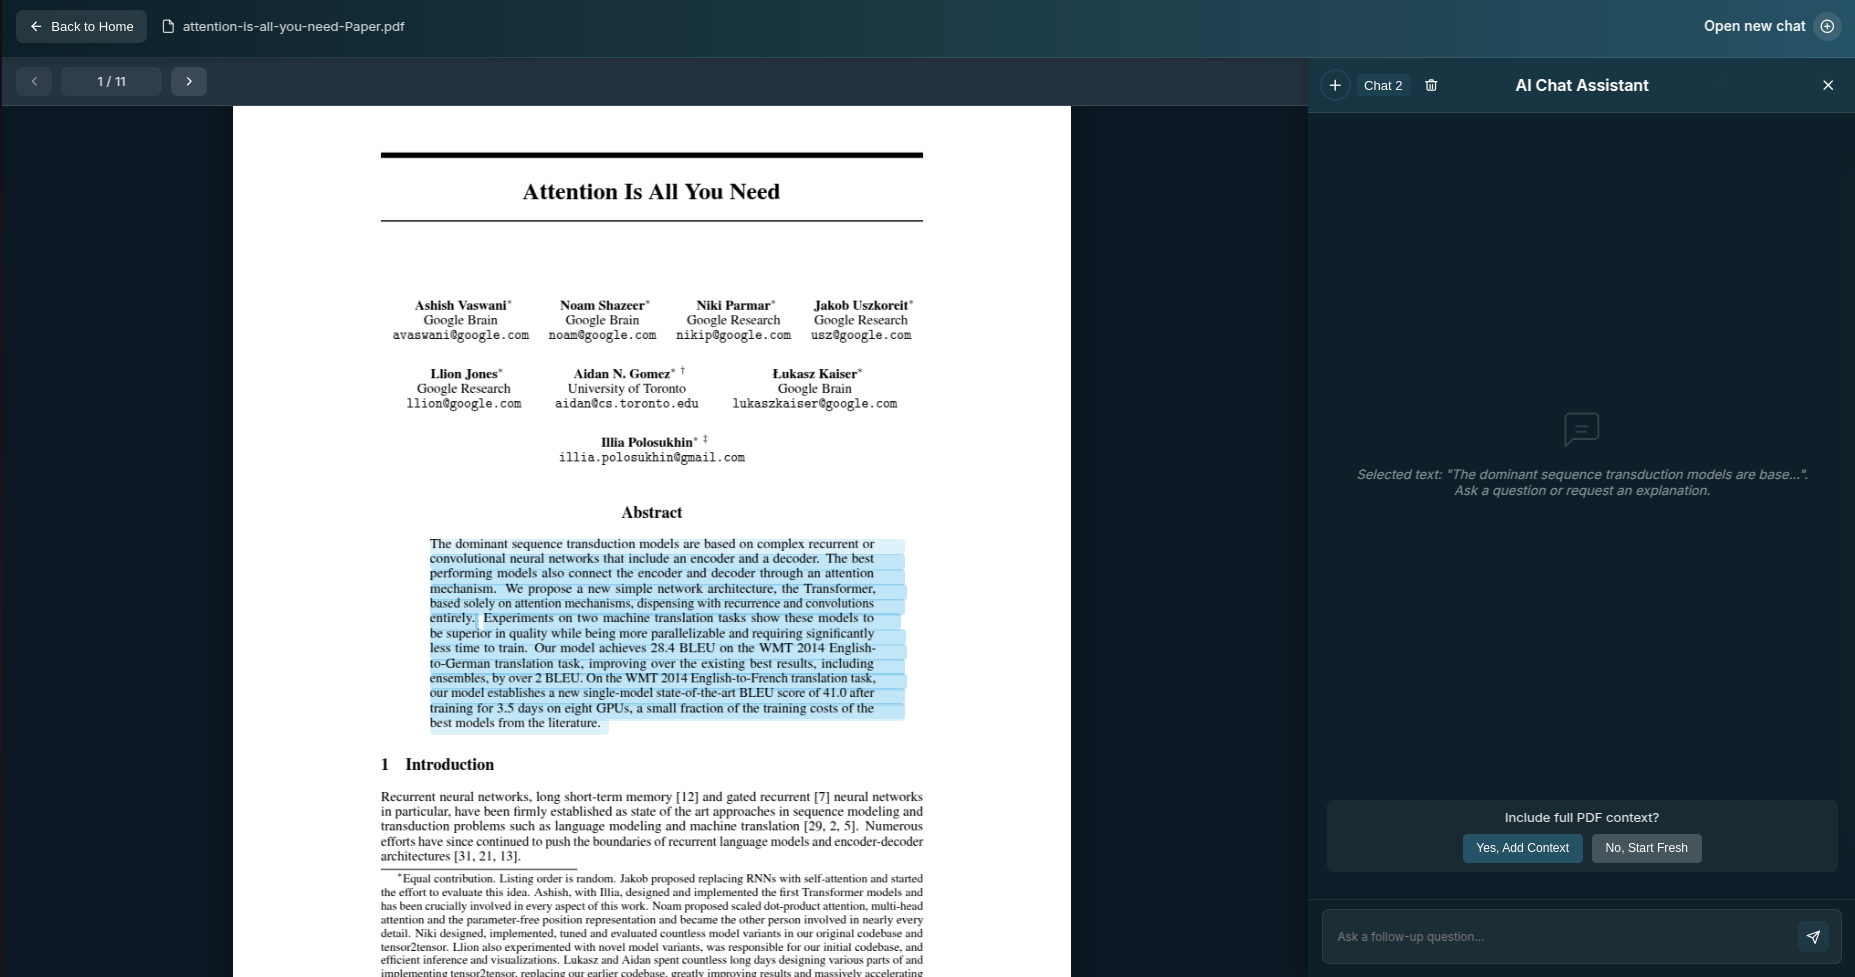 Back to Home
attention-is-all-you-need-Paper.pdf
Open new chat
1 / 11
Chat 2
AI Chat Assistant
Attention Is All You Need
Ashish Vaswani* Noam Shazeer* Niki Parmar* Jakob Uszkoreit*
Google Brain Google Brain Google Research Google Research
avaswani@google.com noam@google.com nikip@google.com usz@google.com
Llion Jones* Aidan N. Gomez* † Łukasz Kaiser*
Google Research University of Toronto Google Brain
llion@google.com aidan@cs.toronto.edu lukaszkaiser@google.com
Illia Polosukhin* ‡
illia.polosukhin@gmail.com
Abstract
The dominant sequence transduction models are based on complex recurrent or
convolutional neural networks that include an encoder and a decoder. The best
performing models also connect the encoder and decoder through an attention
mechanism. We propose a new simple network architecture, the Transformer,
based solely on attention mechanisms, dispensing with recurrence and convolutions
entirely. Experiments on two machine translation tasks show these models to
be superior in quality while being more parallelizable and requiring significantly
less time to train. Our model achieves 28.4 BLEU on the WMT 2014 English-
to-German translation task, improving over the existing best results, including
ensembles, by over 2 BLEU. On the WMT 2014 English-to-French translation task,
our model establishes a new single-model state-of-the-art BLEU score of 41.0 after
training for 3.5 days on eight GPUs, a small fraction of the training costs of the
best models from the literature.
1 Introduction
Recurrent neural networks, long short-term memory [12] and gated recurrent [7] neural networks
in particular, have been firmly established as state of the art approaches in sequence modeling and
transduction problems such as language modeling and machine translation [29, 2, 5]. Numerous
efforts have since continued to push the boundaries of recurrent language models and encoder-decoder
architectures [31, 21, 13].
*Equal contribution. Listing order is random. Jakob proposed replacing RNNs with self-attention and started
the effort to evaluate this idea. Ashish, with Illia, designed and implemented the first Transformer models and
has been crucially involved in every aspect of this work. Noam proposed scaled dot-product attention, multi-head
attention and the parameter-free position representation and became the other person involved in nearly every
detail. Niki designed, implemented, tuned and evaluated countless model variants in our original codebase and
tensor2tensor. Llion also experimented with novel model variants, was responsible for our initial codebase, and
efficient inference and visualizations. Lukasz and Aidan spent countless long days designing various parts of and
implementing tensor2tensor, replacing our earlier codebase, greatly improving results and massively accelerating
Selected text: "The dominant sequence transduction models are base...".
Ask a question or request an explanation.
Include full PDF context?
Yes, Add Context
No, Start Fresh
Ask a follow-up question...